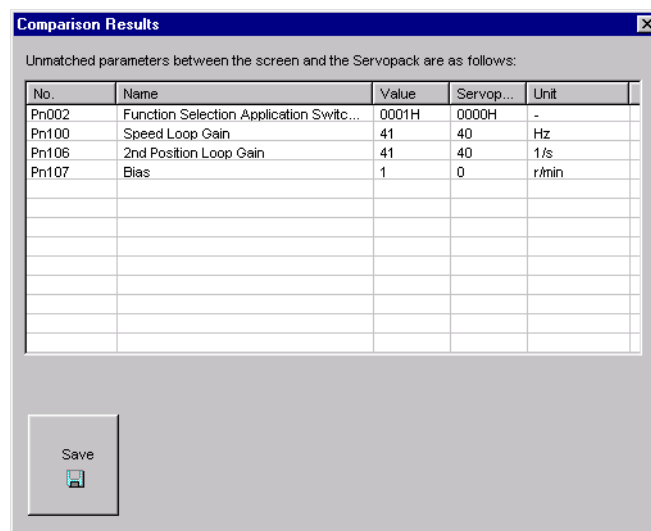 Comparison Results
Unmatched parameters between the screen and the Servopack are as follows:
No. Name Value Servop... Unit
Pn002 Function Selection Application Switc... 0001H 0000H -
Pn100 Speed Loop Gain 41 40 Hz
Pn106 2nd Position Loop Gain 41 40 1/s
Pn107 Bias 1 0 r/min
Save